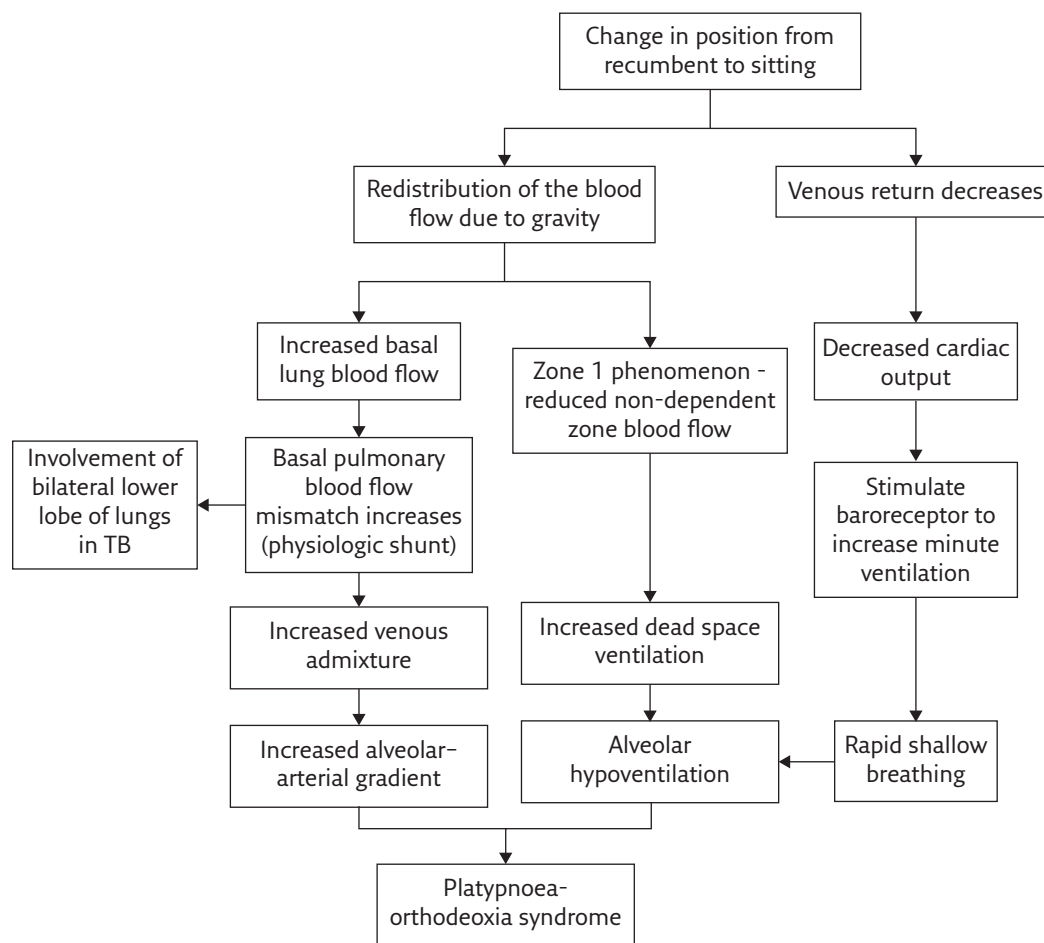 Change in position from
recumbent to sitting
Redistribution of the blood
flow due to gravity
Venous return decreases
Increased basal
lung blood flow
Zone 1 phenomenon -
reduced non-dependent
zone blood flow
Decreased cardiac
output
Involvement of
bilateral lower
lobe of lungs
in TB
Basal pulmonary
blood flow
mismatch increases
(physiologic shunt)
Stimulate
baroreceptor to
increase minute
ventilation
Increased venous
admixture
Increased dead space
ventilation
Increased alveolar–
arterial gradient
Alveolar
hypoventilation
Rapid shallow
breathing
Platypnoea-
orthodeoxia syndrome